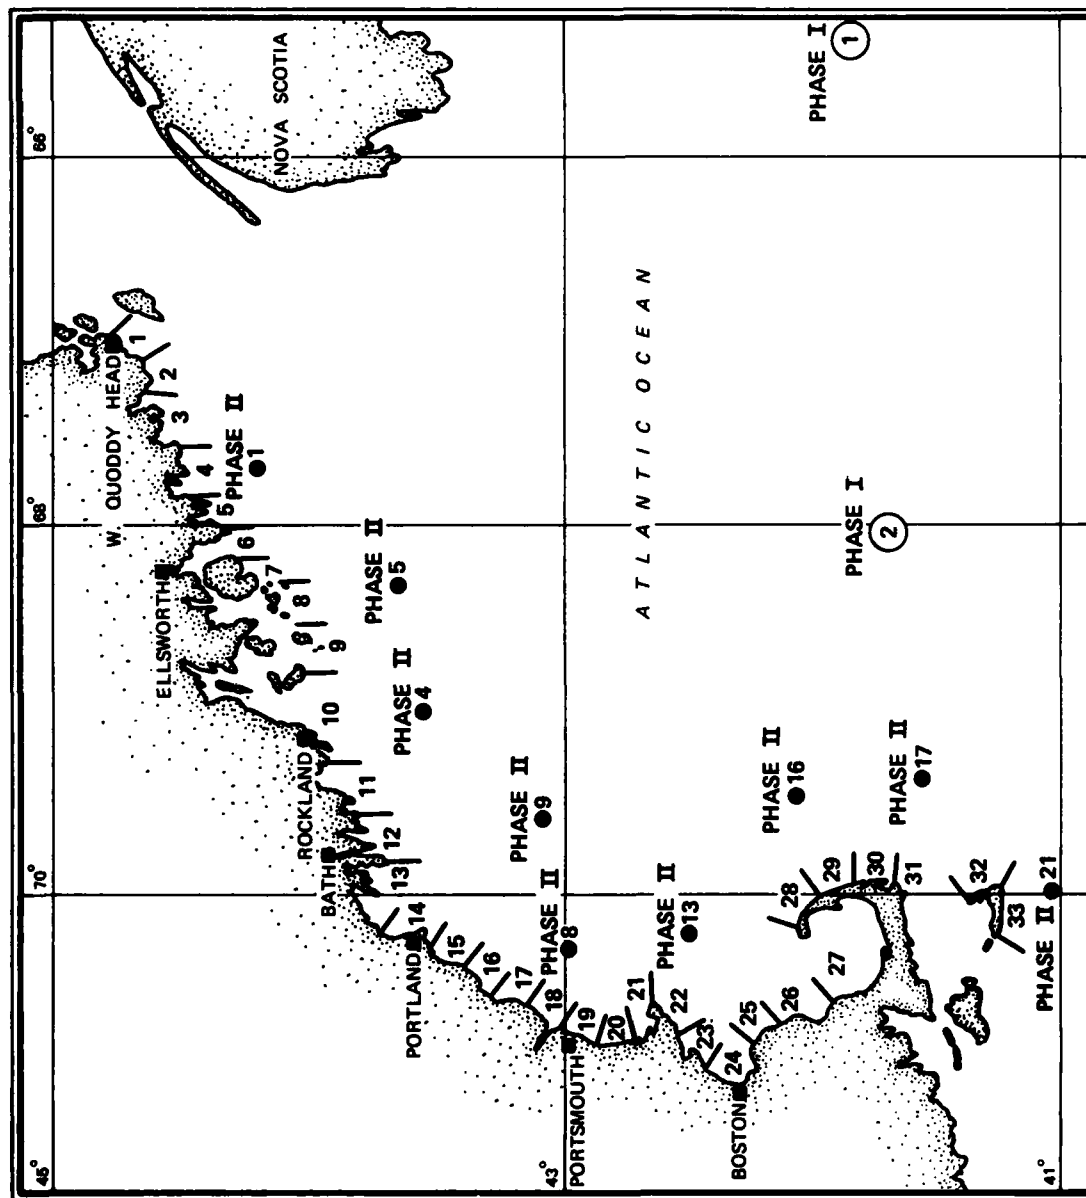 45°
43°
41°
66°
68°
70°
NOVA SCOTIA
W. QUODDY HEAD
ELLSWORTH
ROCKLAND
BATH
PORTLAND
PORTSMOUTH
BOSTON
ATLANTIC OCEAN
PHASE I
1
PHASE I
2
PHASE II
1
PHASE II
5
PHASE II
4
PHASE II
9
PHASE II
8
PHASE II
13
PHASE II
16
PHASE II
17
PHASE II
21
1
2
3
4
5
6
7
8
9
10
11
12
13
14
15
16
17
18
19
20
21
22
23
24
25
26
27
28
29
30
31
32
33